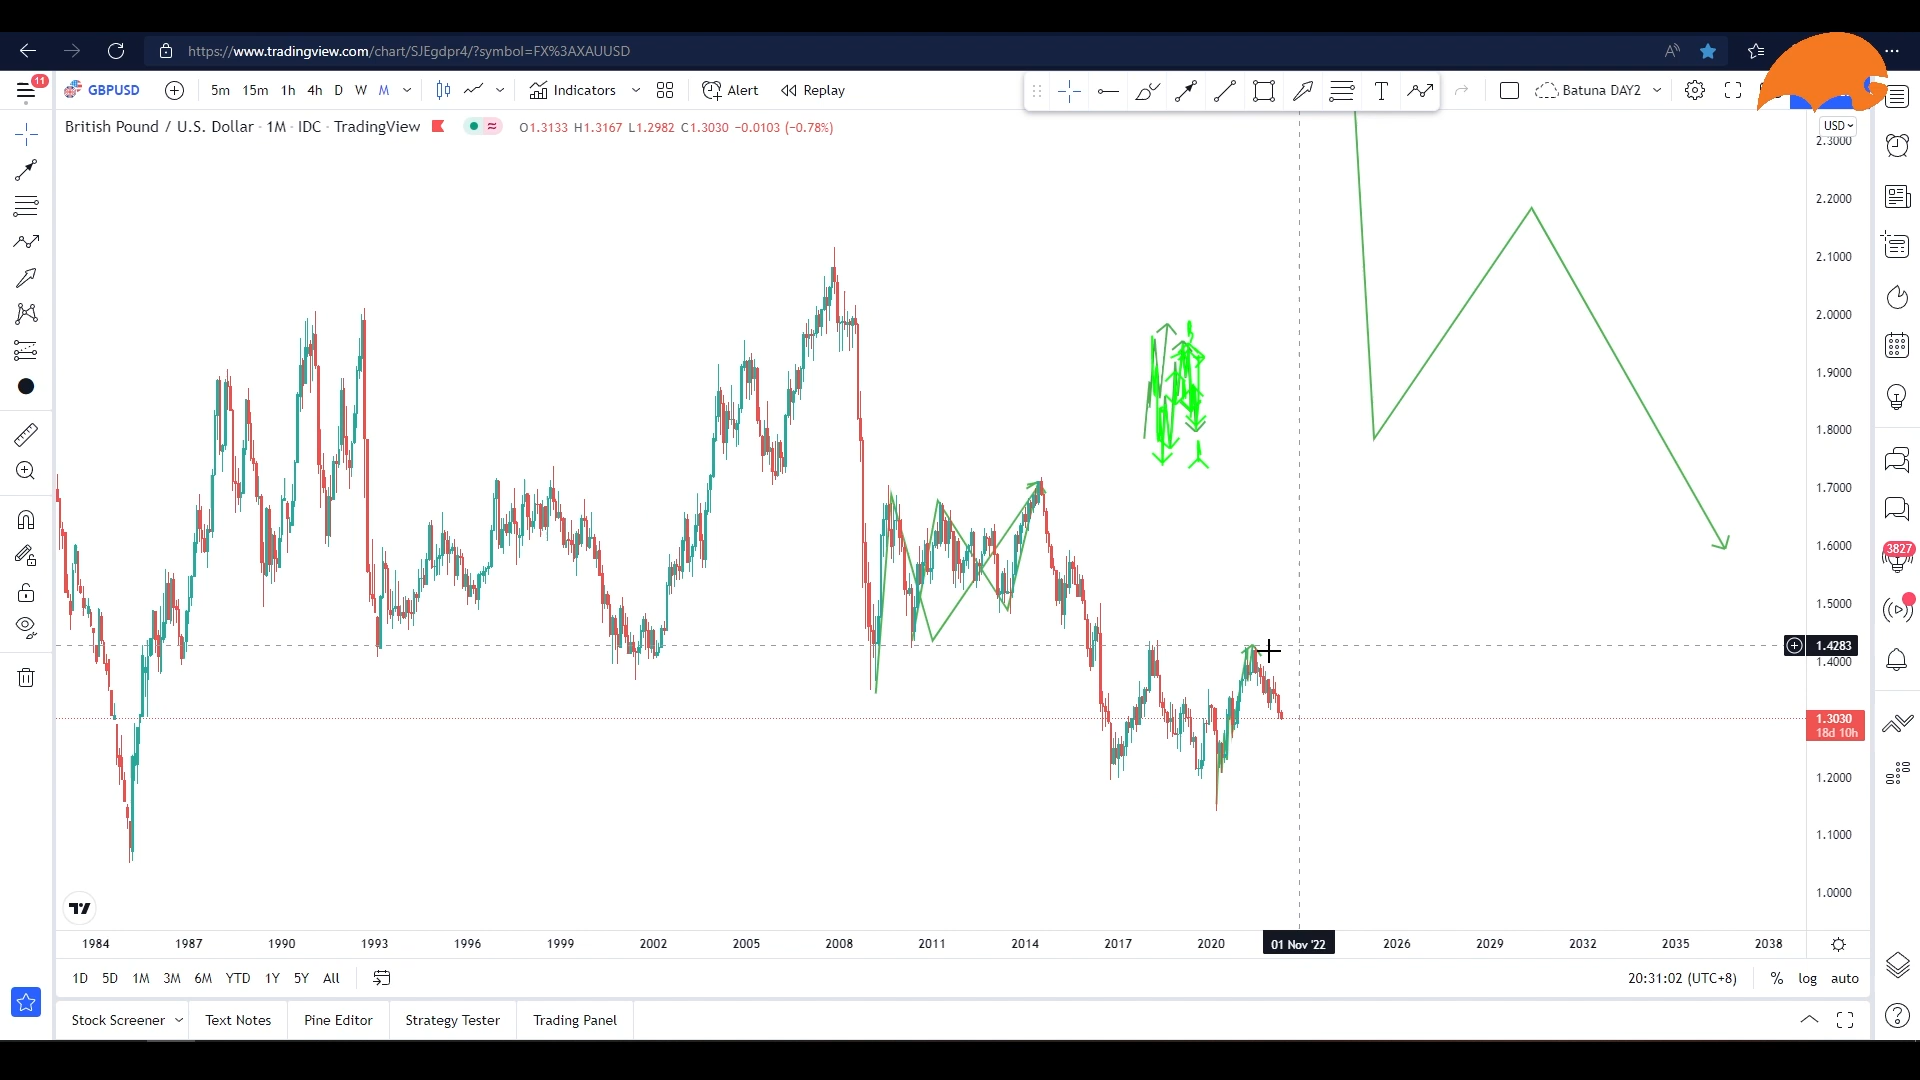 https://www.tradingview.com/chart/SJEgdpr4/?symbol=FX%3AXAUUSD
11
GBPUSD 5m 15m 1h 4h D W M Indicators Alert Replay T Batuna DAY2
British Pound / U.S. Dollar · 1M · IDC · TradingView O1.3133 H1.3167 L1.2982 C1.3030 −0.0103 (−0.78%)
USD
2.3000
2.2000
2.1000
2.0000
1.9000
1.8000
1.7000
1.6000
1.5000
1.4283
1.4000
1.3030
18d 10h
1.2000
1.1000
1.0000
3827
1984 1987 1990 1993 1996 1999 2002 2005 2008 2011 2014 2017 2020 01 Nov '22 2026 2029 2032 2035 2038
1D 5D 1M 3M 6M YTD 1Y 5Y All 20:31:02 (UTC+8) % log auto
Stock Screener Text Notes Pine Editor Strategy Tester Trading Panel